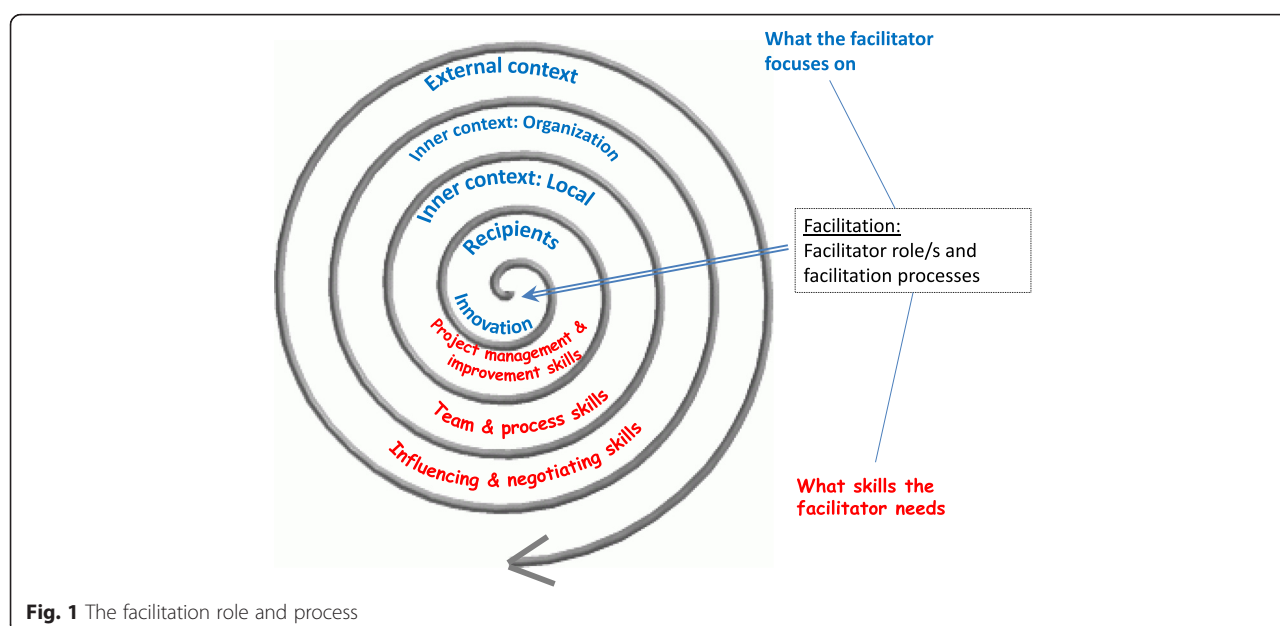 External context
Inner context: Organization
Inner context: Local
Recipients
Innovation
Project management &
improvement skills
Team & process skills
Influencing & negotiating skills
What the facilitator
focuses on
Facilitation:
Facilitator role/s and
facilitation processes
What skills the
facilitator needs
Fig. 1 The facilitation role and process